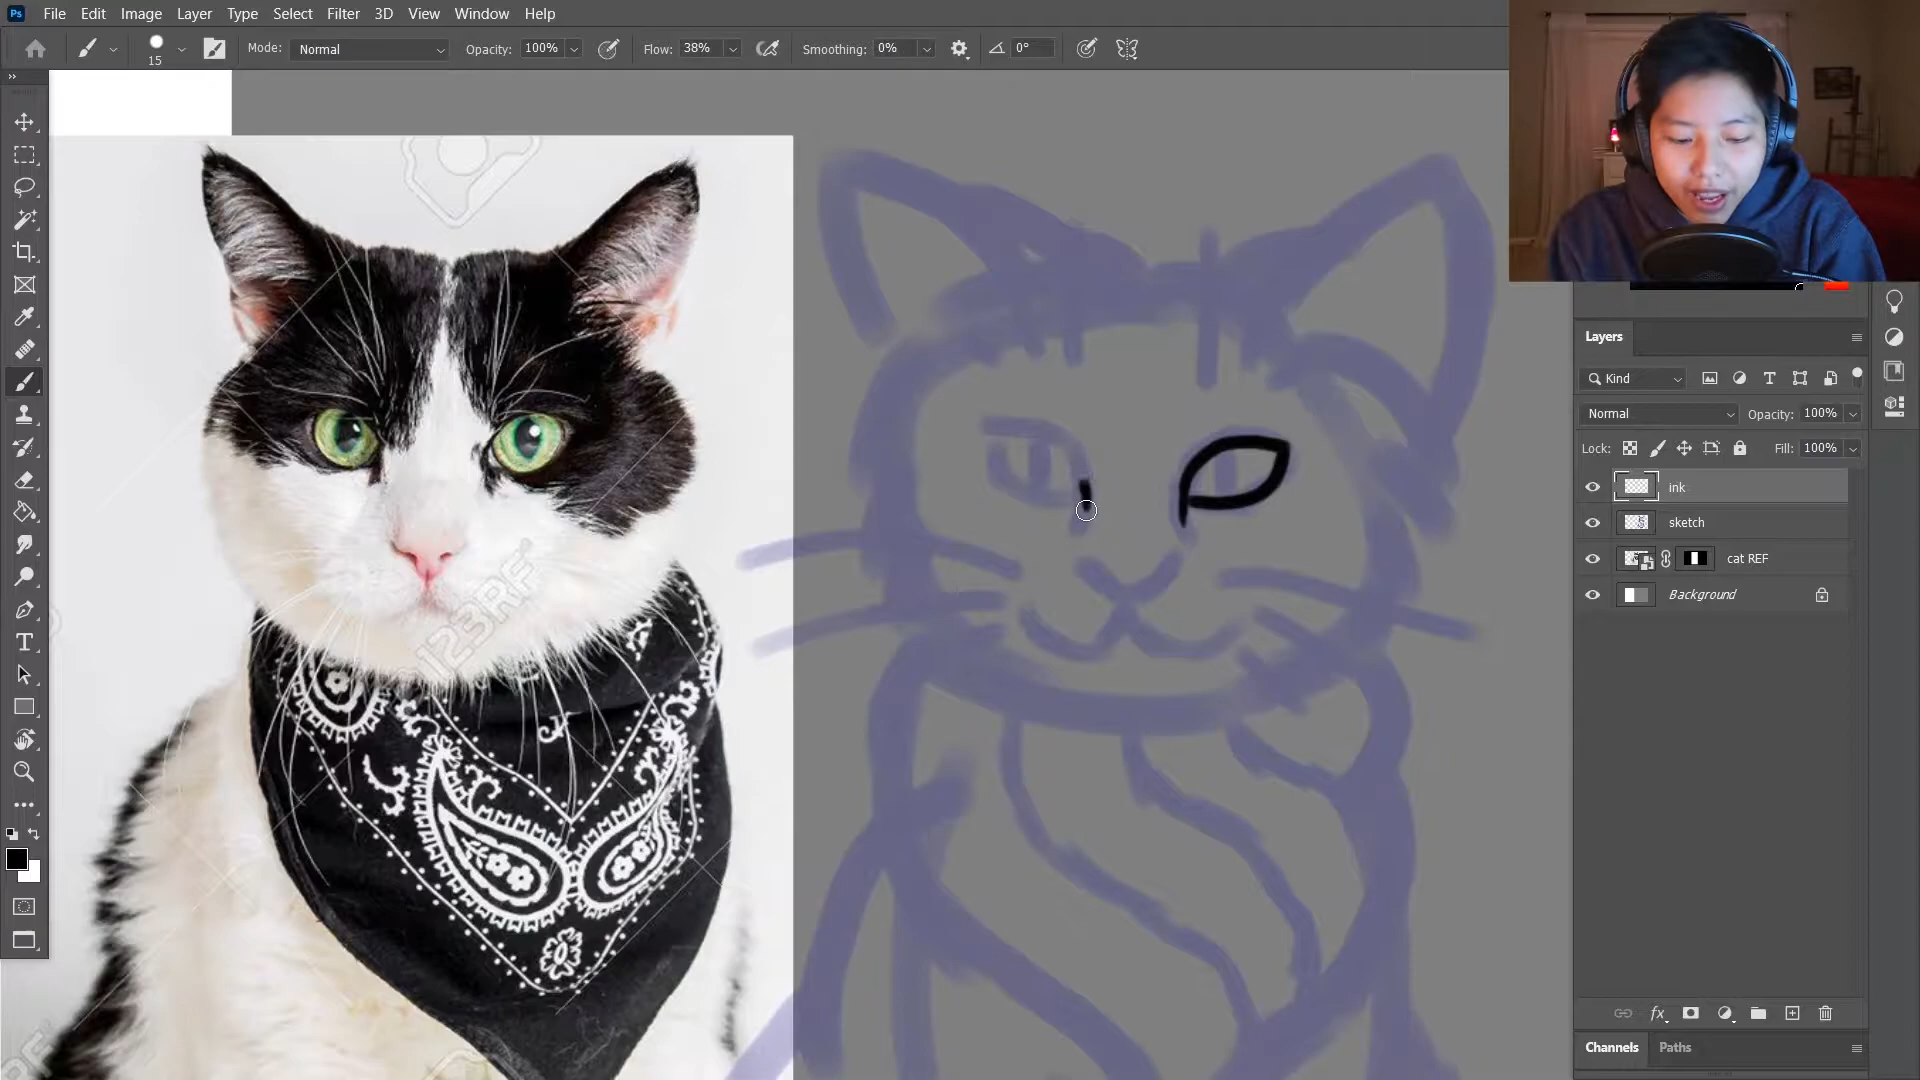 Ps File Edit Image Layer Type Select Filter 3D View Window Help
15 Mode: Normal Opacity: 100% Flow: 38% Smoothing: 0% 0°
Layers
Kind
Normal Opacity: 100%
Lock: Fill: 100%
ink
sketch
cat REF
Background
fx
Channels Paths
123RF